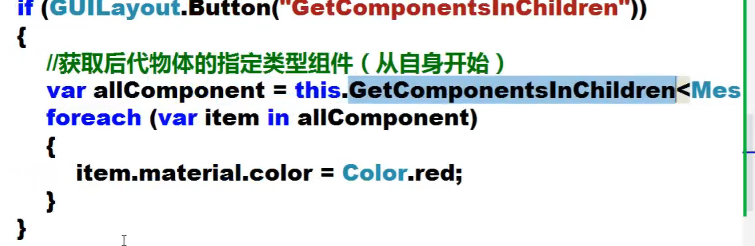 if (GUILayout.Button("GetComponentsInChildren"))
{
//获取后代物体的指定类型组件（从自身开始）
var allComponent = this.GetComponentsInChildren<Mes
foreach (var item in allComponent)
{
item.material.color = Color.red;
}
}